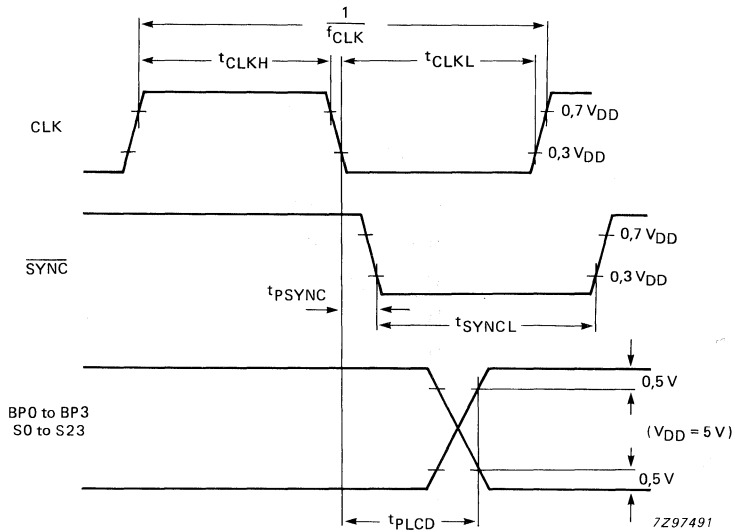 1
fCLK
tCLKH
tCLKL
CLK
0,7 VDD
0,3 VDD
SYNC
0,7 VDD
0,3 VDD
tPSYNC
tSYNCL
BP0 to BP3
S0 to S23
0,5 V
(VDD = 5 V)
0,5 V
tPLCD
7Z97491